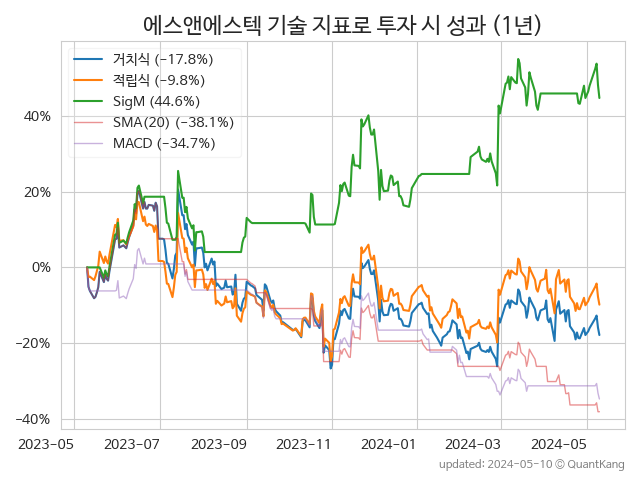 에스앤에스텍 기술 지표로 투자 시 성과 (1년)
거치식 (−17.8%)
적립식 (−9.8%)
SigM (44.6%)
SMA(20) (−38.1%)
MACD (−34.7%)
40%
20%
0%
−20%
−40%
2023-05 2023-07 2023-09 2023-11 2024-01 2024-03 2024-05
updated: 2024-05-10 © QuantKang